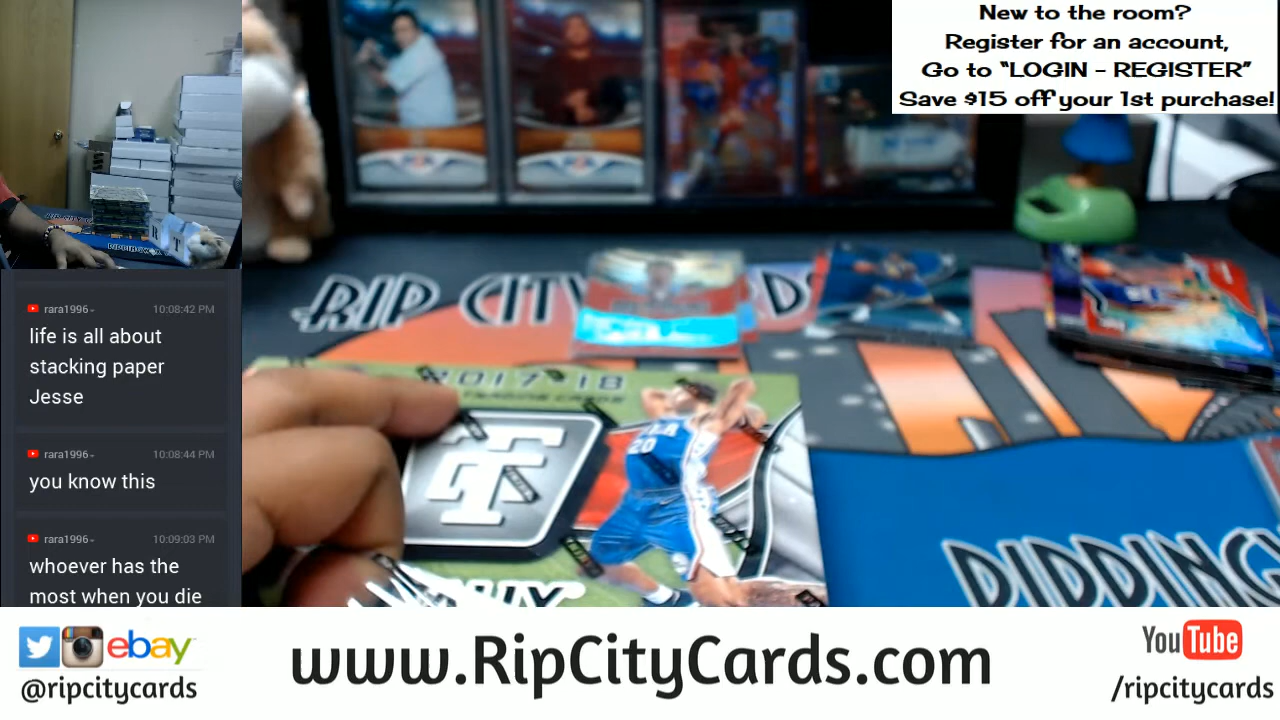 New to the room?
Register for an account,
Go to "LOGIN - REGISTER"
Save $15 off your 1st purchase!
RIP CITY
R T
rara1996
10:08:42 PM
life is all about
stacking paper
Jesse
rara1996
10:08:44 PM
you know this
rara1996
10:09:03 PM
whoever has the
most when you die
2017-18
TRADING CARDS
20
ebay
@ripcitycards
www.RipCityCards.com
YouTube
/ripcitycards